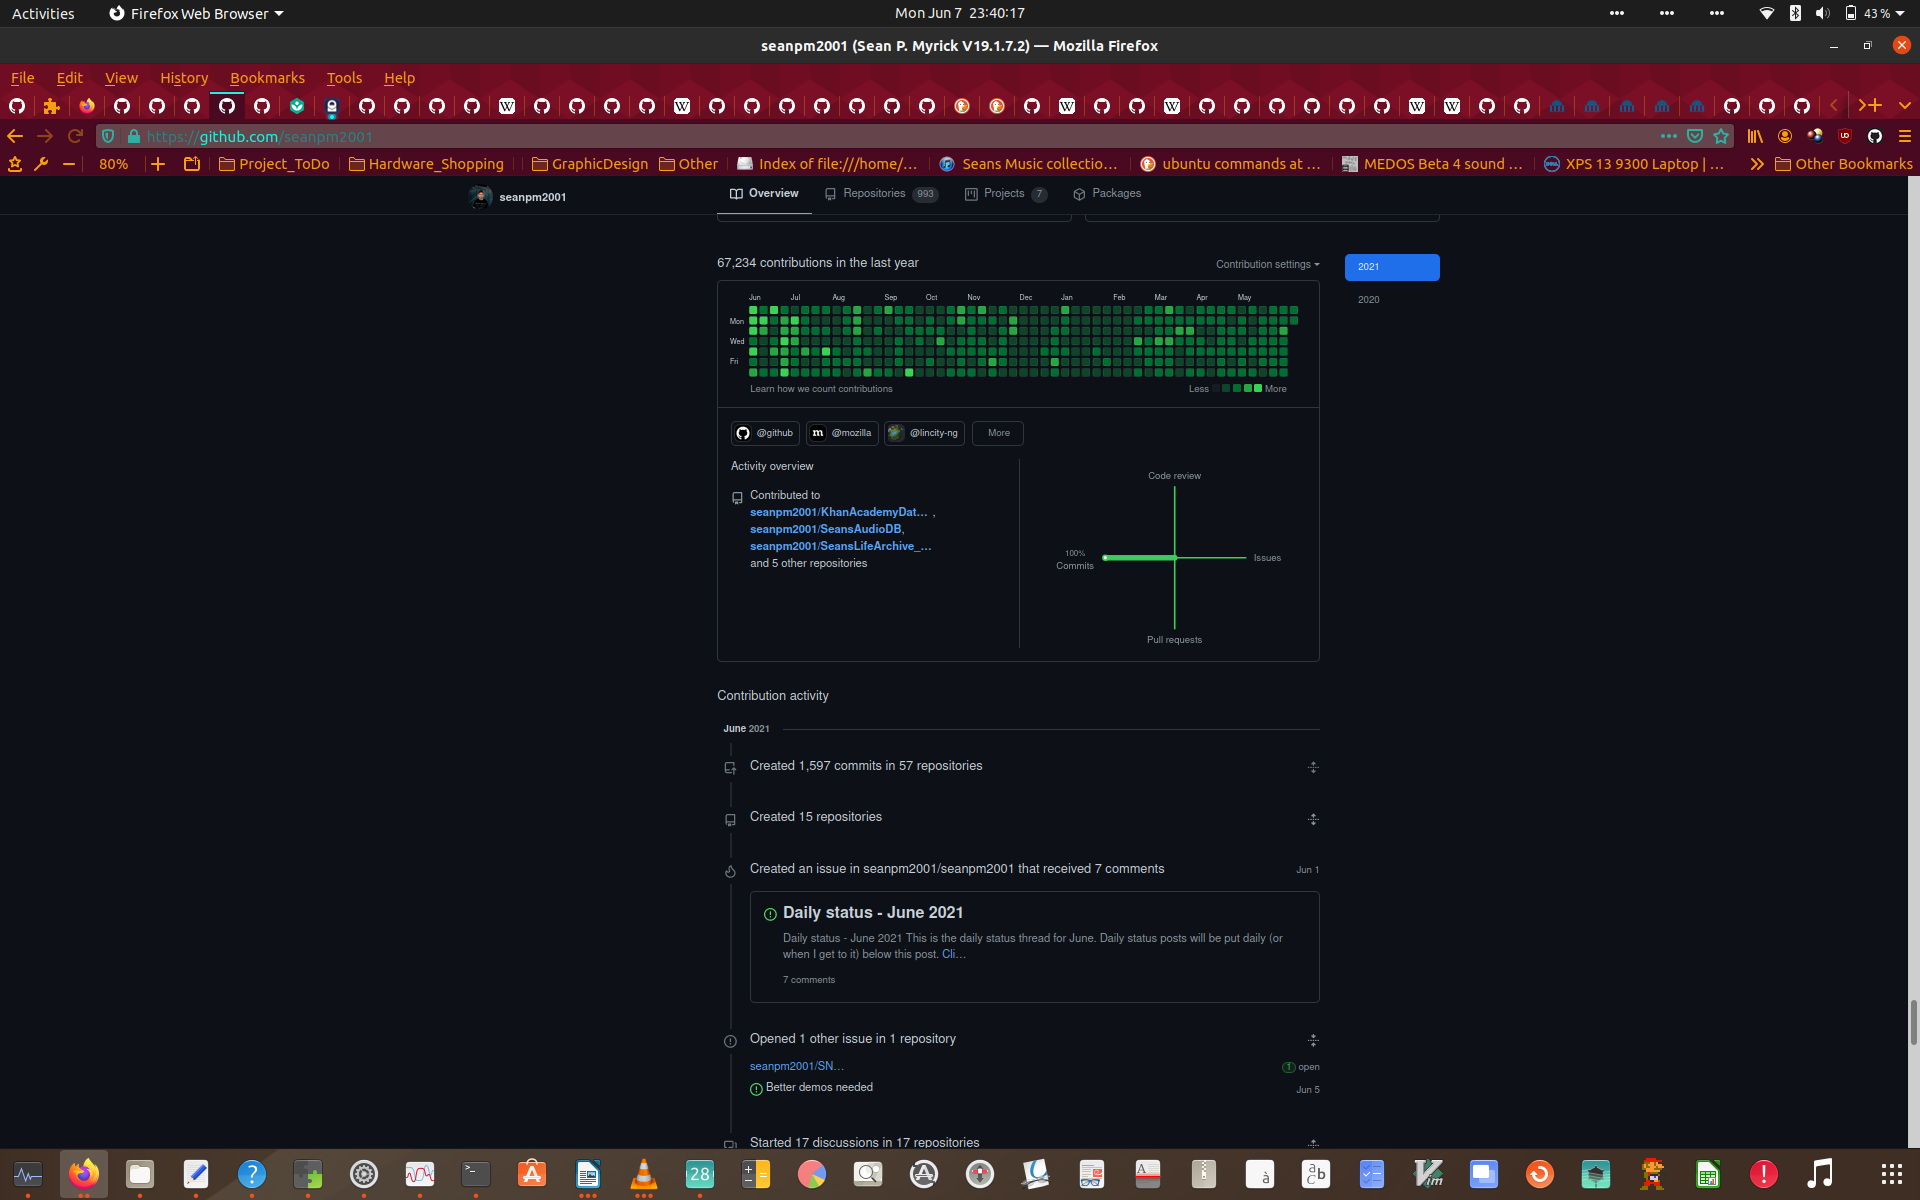 Activities
Firefox Web Browser
Mon Jun 7 23:40:17
43 %
seanpm2001 (Sean P. Myrick V19.1.7.2) — Mozilla Firefox
File Edit View History Bookmarks Tools Help
https://github.com/seanpm2001
80%
Project_ToDo
Hardware_Shopping
GraphicDesign
Other
Index of file:///home/...
Seans Music collectio...
ubuntu commands at ...
MEDOS Beta 4 sound ...
XPS 13 9300 Laptop | ...
Other Bookmarks
seanpm2001
Overview
Repositories 993
Projects 7
Packages
67,234 contributions in the last year
Contribution settings
2021
2020
Jun Jul Aug Sep Oct Nov Dec Jan Feb Mar Apr May
Mon
Wed
Fri
Learn how we count contributions
Less More
@github
@mozilla
@lincity-ng
More
Activity overview
Contributed to
seanpm2001/KhanAcademyDat... ,
seanpm2001/SeansAudioDB,
seanpm2001/SeansLifeArchive_...
and 5 other repositories
Code review
100%
Commits
Issues
Pull requests
Contribution activity
June 2021
Created 1,597 commits in 57 repositories
Created 15 repositories
Created an issue in seanpm2001/seanpm2001 that received 7 comments
Jun 1
Daily status - June 2021
Daily status - June 2021 This is the daily status thread for June. Daily status posts will be put daily (or
when I get to it) below this post. Cli...
7 comments
Opened 1 other issue in 1 repository
seanpm2001/SN...
1 open
Better demos needed
Jun 5
Started 17 discussions in 17 repositories
28